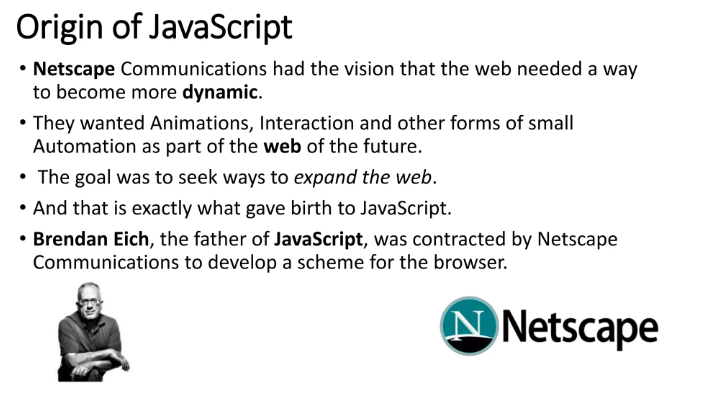 Origin of JavaScript
• Netscape Communications had the vision that the web needed a way
to become more dynamic.
• They wanted Animations, Interaction and other forms of small
Automation as part of the web of the future.
• The goal was to seek ways to expand the web.
• And that is exactly what gave birth to JavaScript.
• Brendan Eich, the father of JavaScript, was contracted by Netscape
Communications to develop a scheme for the browser.
N Netscape